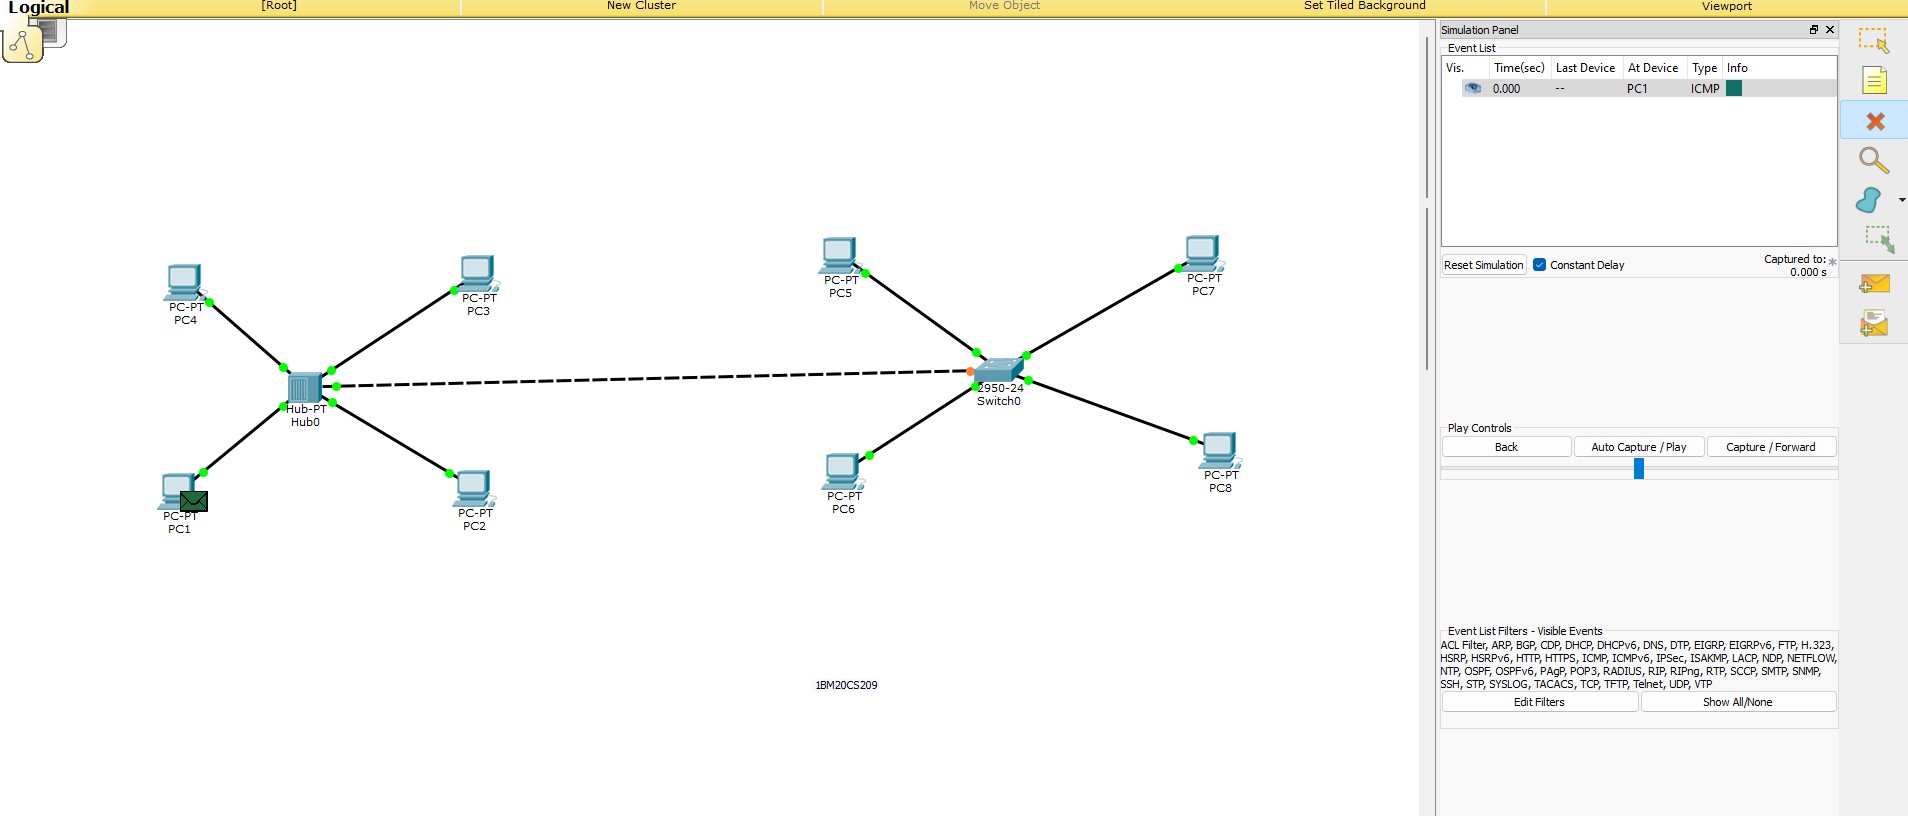 Logical
[Root]
New Cluster
Move Object
Set Tiled Background
Viewport
PC-PT
PC4
PC-PT
PC3
Hub-PT
Hub0
PC-PT
PC1
PC-PT
PC2
PC-PT
PC5
PC-PT
PC7
2950-24
Switch0
PC-PT
PC6
PC-PT
PC8
1BM20CS209
Simulation Panel
Event List
Vis. Time(sec) Last Device At Device Type Info
0.000 -- PC1 ICMP
Reset Simulation Constant Delay
Captured to: *
0.000 s
Play Controls
Back Auto Capture / Play Capture / Forward
Event List Filters - Visible Events
ACL Filter, ARP, BGP, CDP, DHCP, DHCPv6, DNS, DTP, EIGRP, EIGRPv6, FTP, H.323,
HSRP, HSRPv6, HTTP, HTTPS, ICMP, ICMPv6, IPSec, ISAKMP, LACP, NDP, NETFLOW,
NTP, OSPF, OSPFv6, PAgP, POP3, RADIUS, RIP, RIPng, RTP, SCCP, SMTP, SNMP,
SSH, STP, SYSLOG, TACACS, TCP, TFTP, Telnet, UDP, VTP
Edit Filters Show All/None